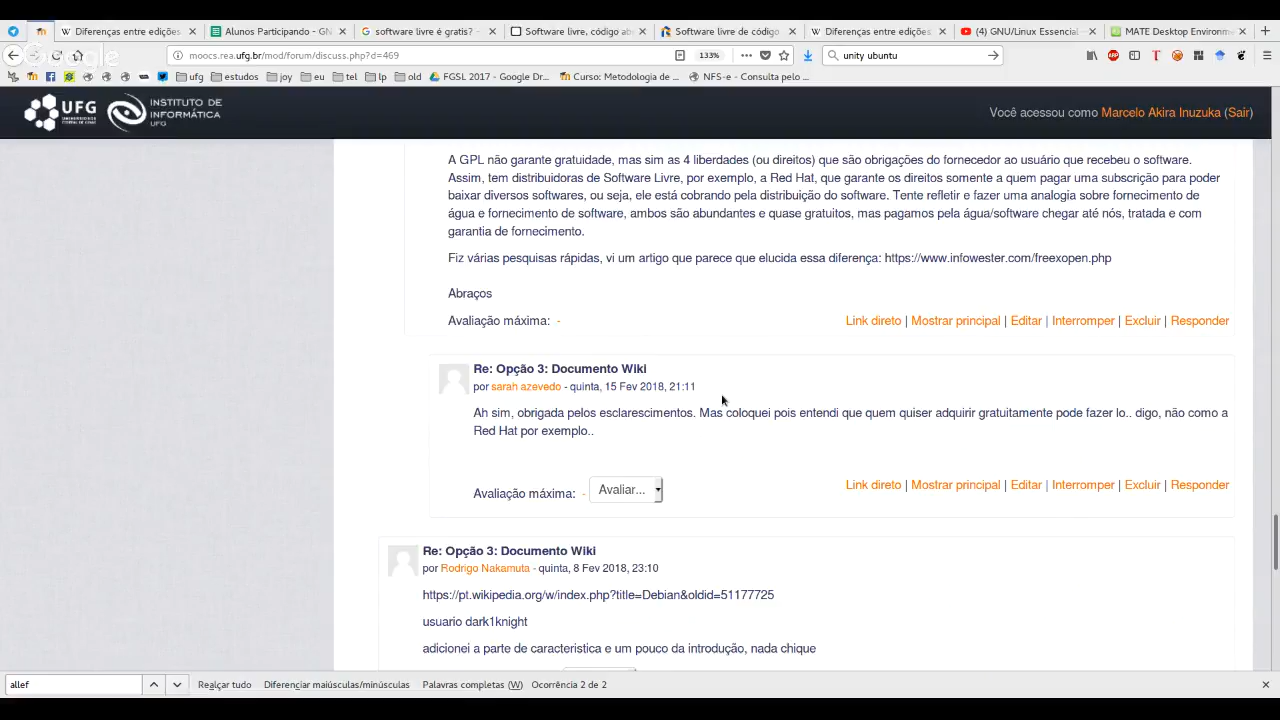 Diferenças entre edições
Alunos Participando - GN
software livre é gratis? -
Software livre, código ab
Software livre de código
Diferenças entre edições
(4) GNU/Linux Essencial
MATE Desktop Environm
Google
moocs.rea.ufg.br/mod/forum/discuss.php?d=469
133%
unity ubuntu
ufg
estudos
joy
eu
tel
lp
old
FGSL 2017 - Google Dr...
Curso: Metodologia de ...
NFS-e - Consulta pelo ...
UFG
INSTITUTO DE
INFORMÁTICA
UFG
Você acessou como Marcelo Akira Inuzuka (Sair)
A GPL não garante gratuidade, mas sim as 4 liberdades (ou direitos) que são obrigações do fornecedor ao usuário que recebeu o software.
Assim, tem distribuidoras de Software Livre, por exemplo, a Red Hat, que garante os direitos somente a quem pagar uma subscrição para poder
baixar diversos softwares, ou seja, ele está cobrando pela distribuição do software. Tente refletir e fazer uma analogia sobre fornecimento de
água e fornecimento de software, ambos são abundantes e quase gratuitos, mas pagamos pela água/software chegar até nós, tratada e com
garantia de fornecimento.
Fiz várias pesquisas rápidas, vi um artigo que parece que elucida essa diferença: https://www.infowester.com/freexopen.php
Abraços
Avaliação máxima: -
Link direto | Mostrar principal | Editar | Interromper | Excluir | Responder
Re: Opção 3: Documento Wiki
por sarah azevedo - quinta, 15 Fev 2018, 21:11
Ah sim, obrigada pelos esclarescimentos. Mas coloquei pois entendi que quem quiser adquirir gratuitamente pode fazer lo.. digo, não como a
Red Hat por exemplo..
Avaliação máxima: - Avaliar...
Link direto | Mostrar principal | Editar | Interromper | Excluir | Responder
Re: Opção 3: Documento Wiki
por Rodrigo Nakamuta - quinta, 8 Fev 2018, 23:10
https://pt.wikipedia.org/w/index.php?title=Debian&oldid=51177725
usuario dark1knight
adicionei a parte de caracteristica e um pouco da introdução, nada chique
allef
Realçar tudo
Diferenciar maiúsculas/minúsculas
Palavras completas (W)
Ocorrência 2 de 2